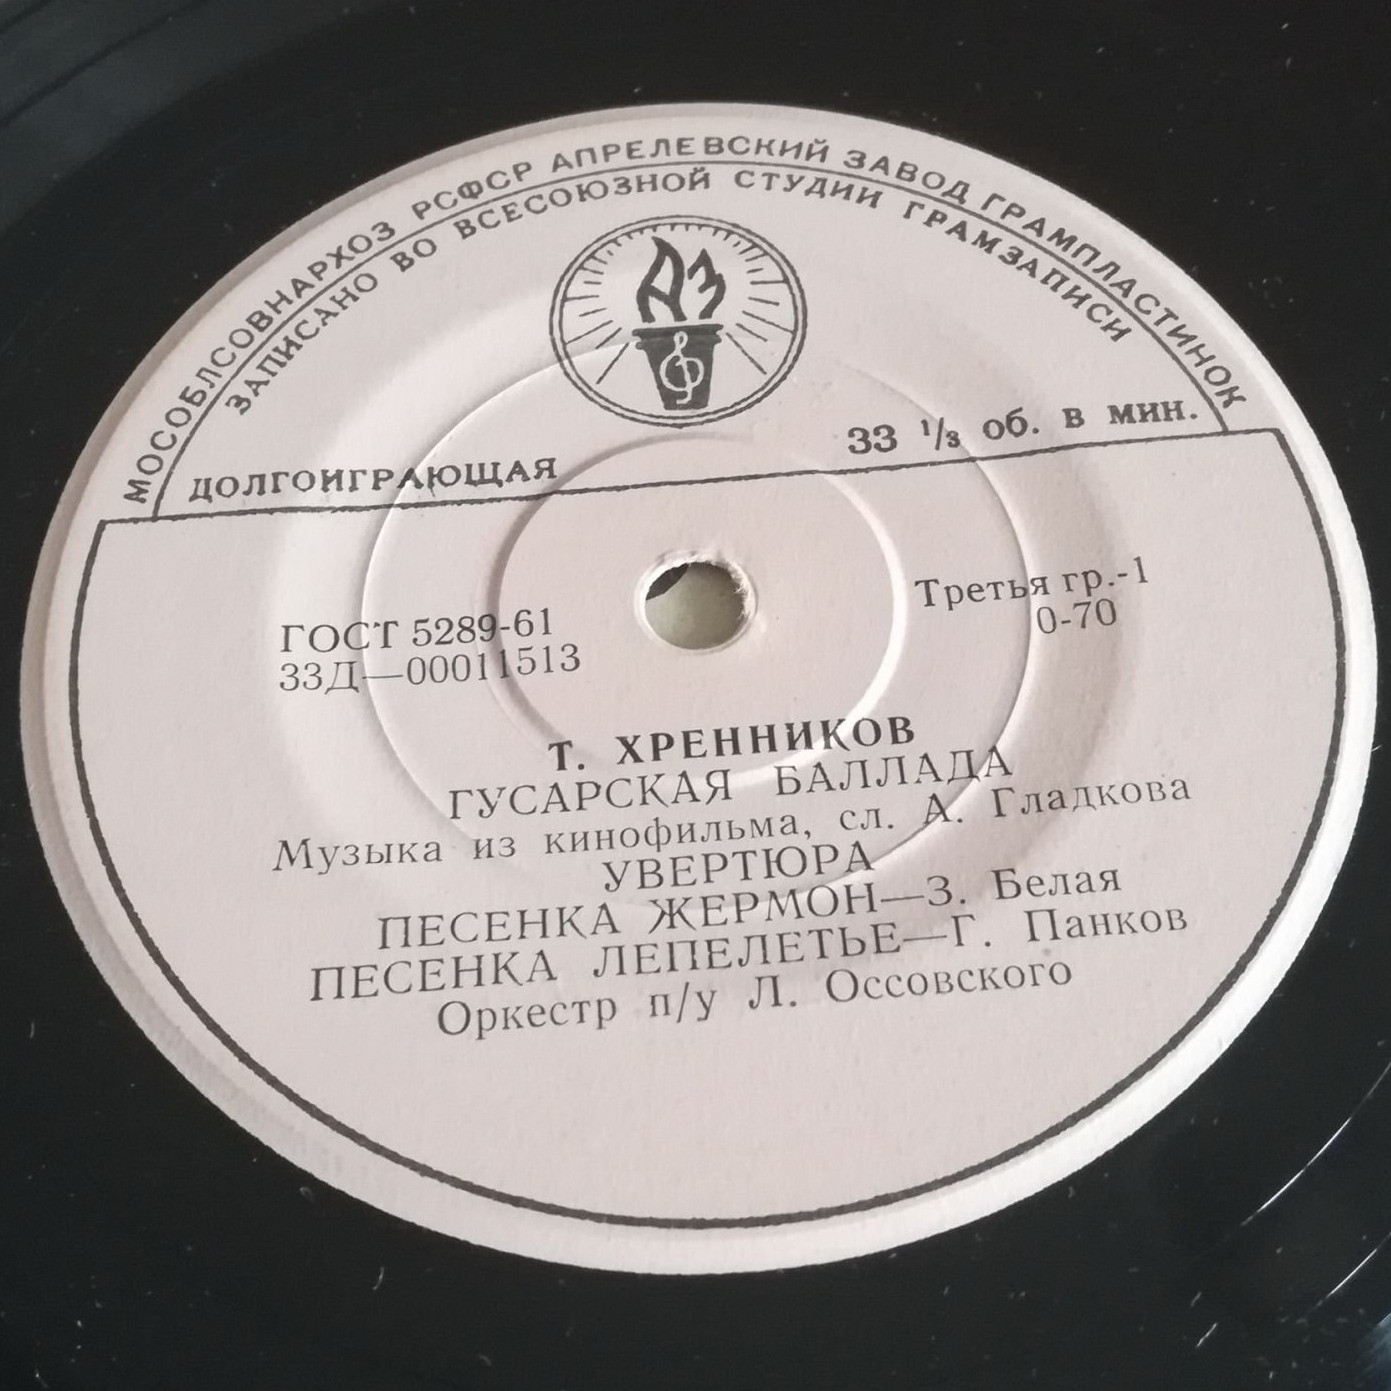 МОСОБЛСОВНАРХОЗ РСФСР АПРЕЛЕВСКИЙ ЗАВОД ГРАМПЛАСТИНОК
ЗАПИСАНО ВО ВСЕСОЮЗНОЙ СТУДИИ ГРАМЗАПИСИ
АЗ
ДОЛГОИГРАЮЩАЯ 33 1/3 об. в мин.
ГОСТ 5289-61 Третья гр.-1
33Д—00011513 0-70
Т. ХРЕННИКОВ
ГУСАРСКАЯ БАЛЛАДА
Музыка из кинофильма, сл. А. Гладкова
УВЕРТЮРА
ПЕСЕНКА ЖЕРМОН—З. Белая
ПЕСЕНКА ЛЕПЕЛЕТЬЕ—Г. Панков
Оркестр п/у Л. Оссовского